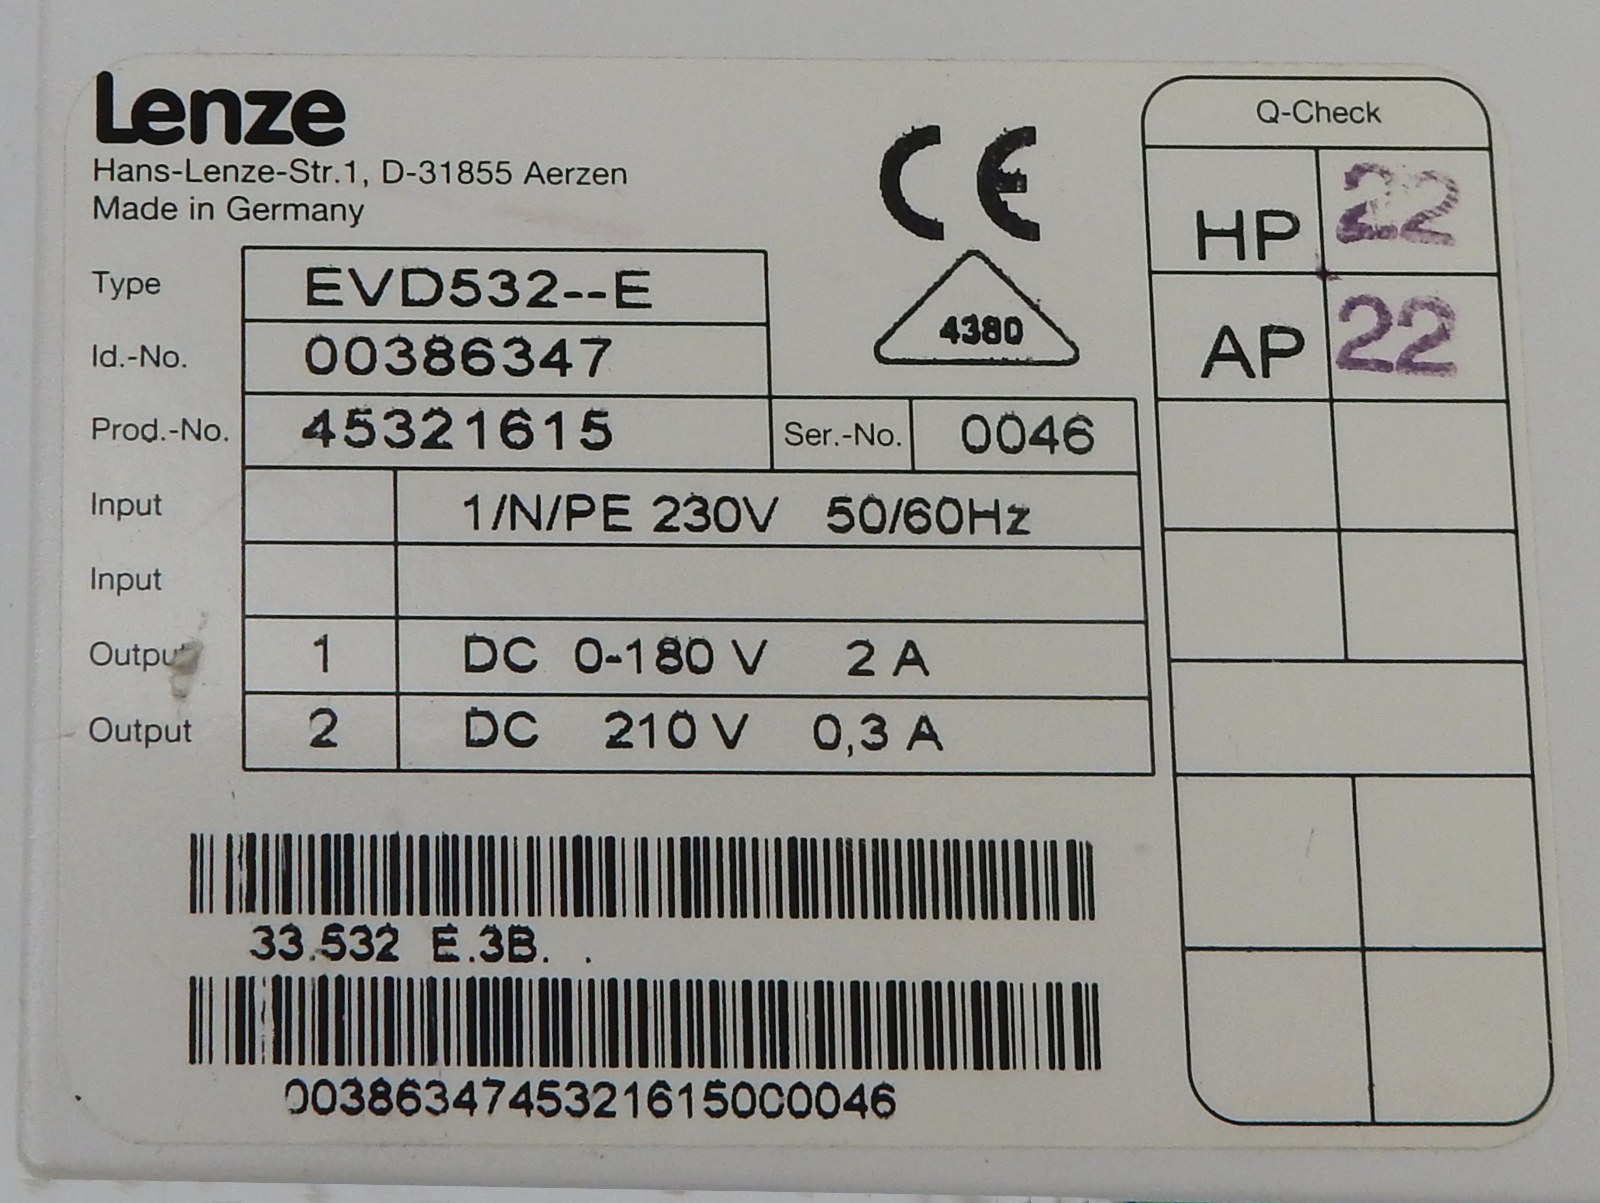 Lenze
Hans-Lenze-Str.1, D-31855 Aerzen
Made in Germany
CE
4380
Type EVD532--E
Id.-No. 00386347
Prod.-No. 45321615 Ser.-No. 0046
Input 1/N/PE 230V 50/60Hz
Input
Output 1 DC 0-180 V 2 A
Output 2 DC 210 V 0,3 A
33.532 E.3B. .
00386347453216150000046
Q-Check
HP 22
AP 22